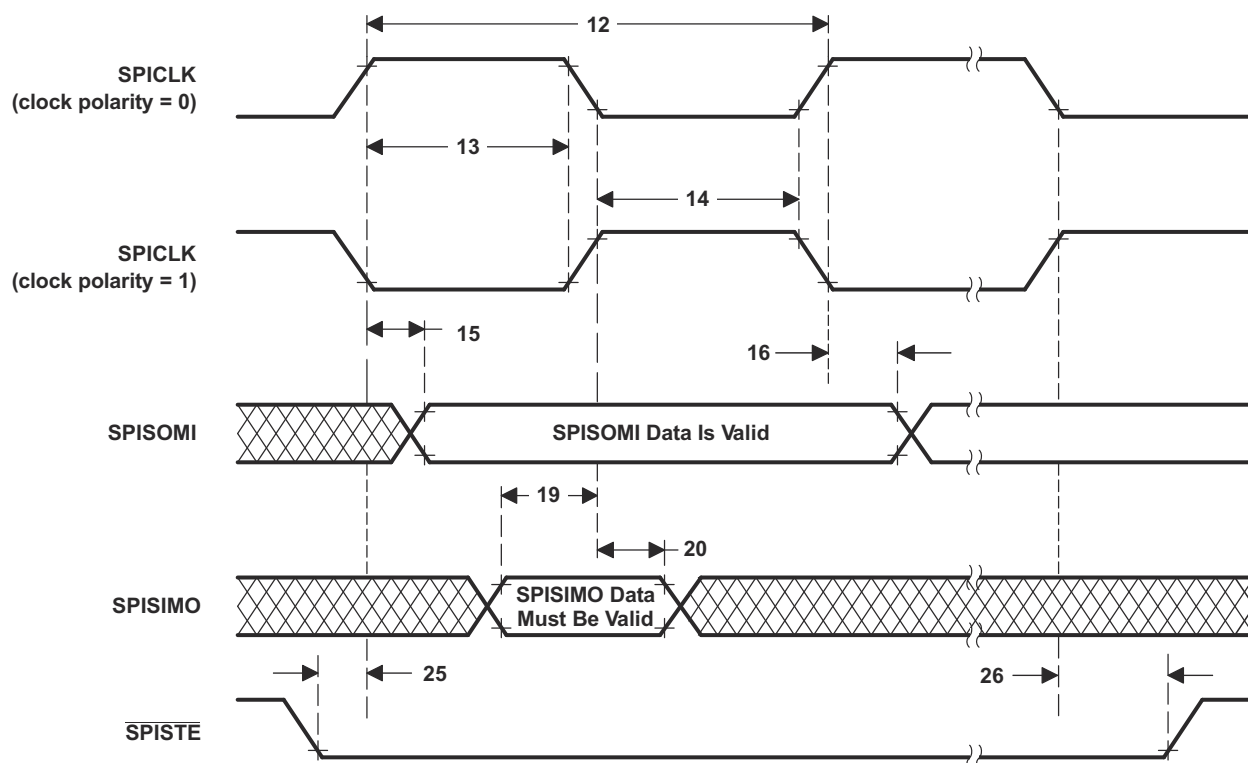 12
SPICLK
(clock polarity = 0)
13
14
SPICLK
(clock polarity = 1)
15
16
SPISOMI
SPISOMI Data Is Valid
19
20
SPISIMO
SPISIMO Data
Must Be Valid
25
26
SPISTE